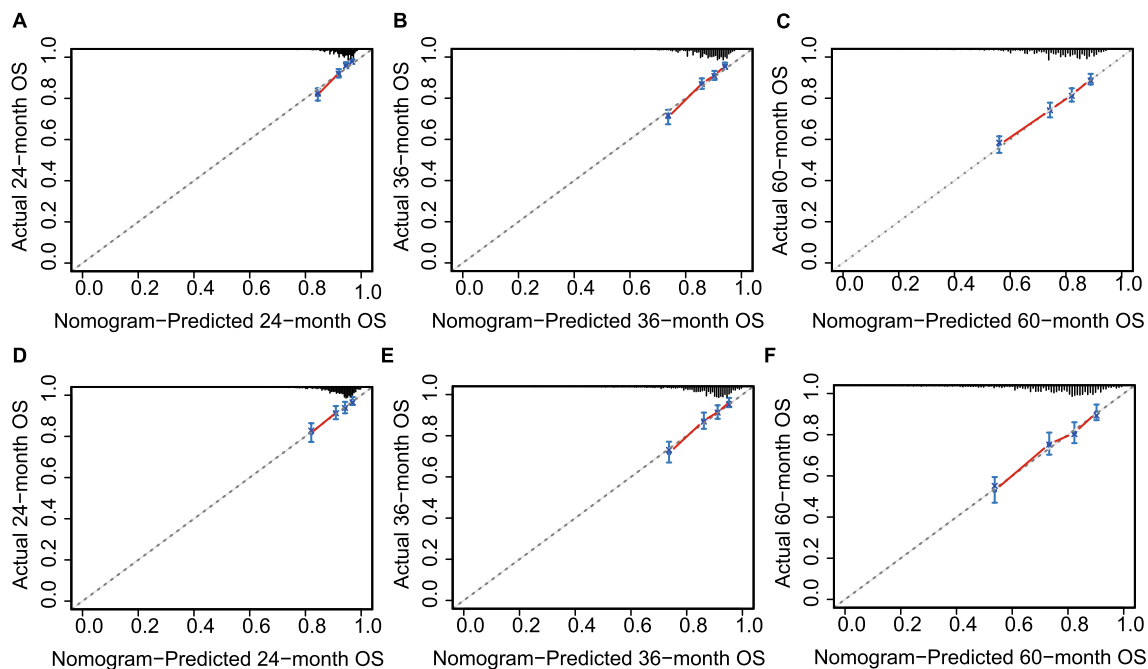 A
B
C
Actual 24−month OS
0.0 0.2 0.4 0.6 0.8 1.0
0.0 0.2 0.4 0.6 0.8 1.0
Nomogram−Predicted 24−month OS
Actual 36−month OS
0.0 0.2 0.4 0.6 0.8 1.0
0.0 0.2 0.4 0.6 0.8 1.0
Nomogram−Predicted 36−month OS
Actual 60−month OS
0.0 0.2 0.4 0.6 0.8 1.0
0.0 0.2 0.4 0.6 0.8 1.0
Nomogram−Predicted 60−month OS
D
E
F
Actual 24−month OS
0.0 0.2 0.4 0.6 0.8 1.0
0.0 0.2 0.4 0.6 0.8 1.0
Nomogram−Predicted 24−month OS
Actual 36−month OS
0.0 0.2 0.4 0.6 0.8 1.0
0.0 0.2 0.4 0.6 0.8 1.0
Nomogram−Predicted 36−month OS
Actual 60−month OS
0.0 0.2 0.4 0.6 0.8 1.0
0.0 0.2 0.4 0.6 0.8 1.0
Nomogram−Predicted 60−month OS